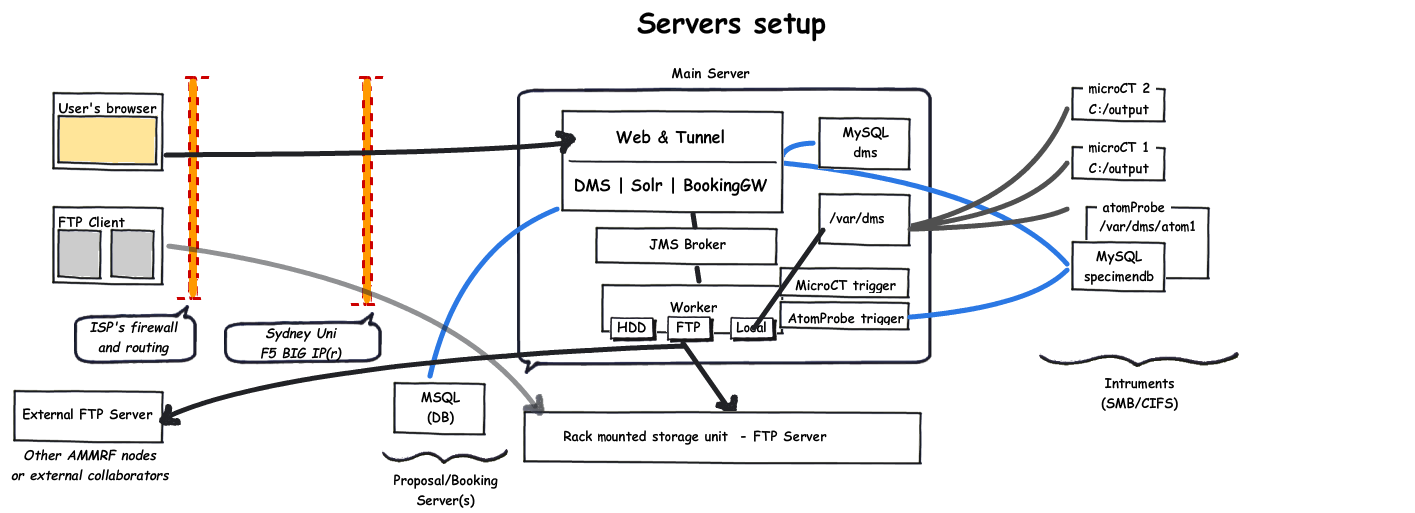 Servers setup
Main Server
User's browser
FTP Client
ISP's firewall
and routing
Sydney Uni
F5 BIG IP(r)
Web & Tunnel
DMS | Solr | BookingGW
MySQL
dms
/var/dms
JMS Broker
MicroCT trigger
AtomProbe trigger
Worker
HDD
FTP
Local
microCT 2
C:/output
microCT 1
C:/output
atomProbe
/var/dms/atom1
MySQL
specimendb
Intruments
(SMB/CIFS)
External FTP Server
Other AMMRF nodes
or external collaborators
MSQL
(DB)
Proposal/Booking
Server(s)
Rack mounted storage unit - FTP Server